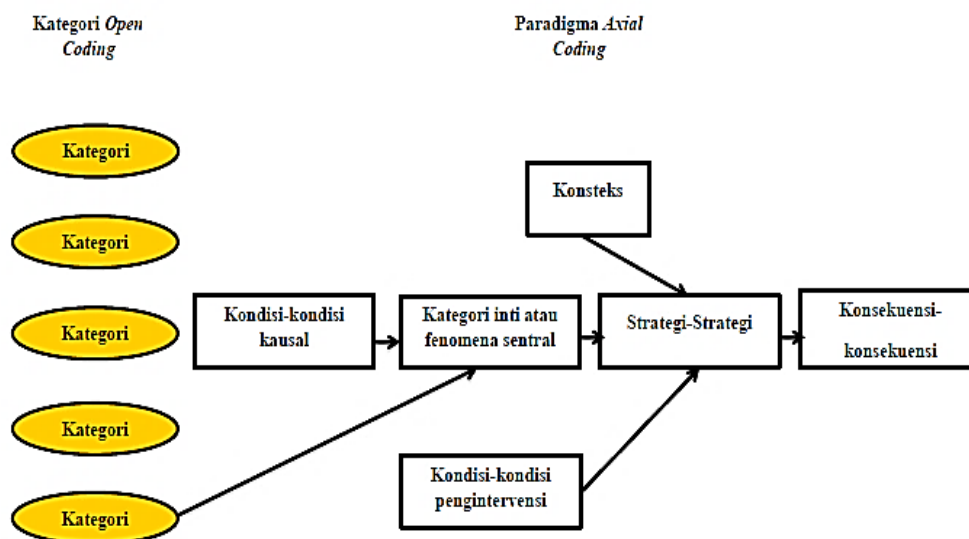 Kategori Open
Coding
Paradigma Axial
Coding
Kategori
Kategori
Kategori
Kategori
Kategori
Konsteks
Kondisi-kondisi
kausal
Kategori inti atau
fenomena sentral
Strategi-Strategi
Konsekuensi-
konsekuensi
Kondisi-kondisi
pengintervensi